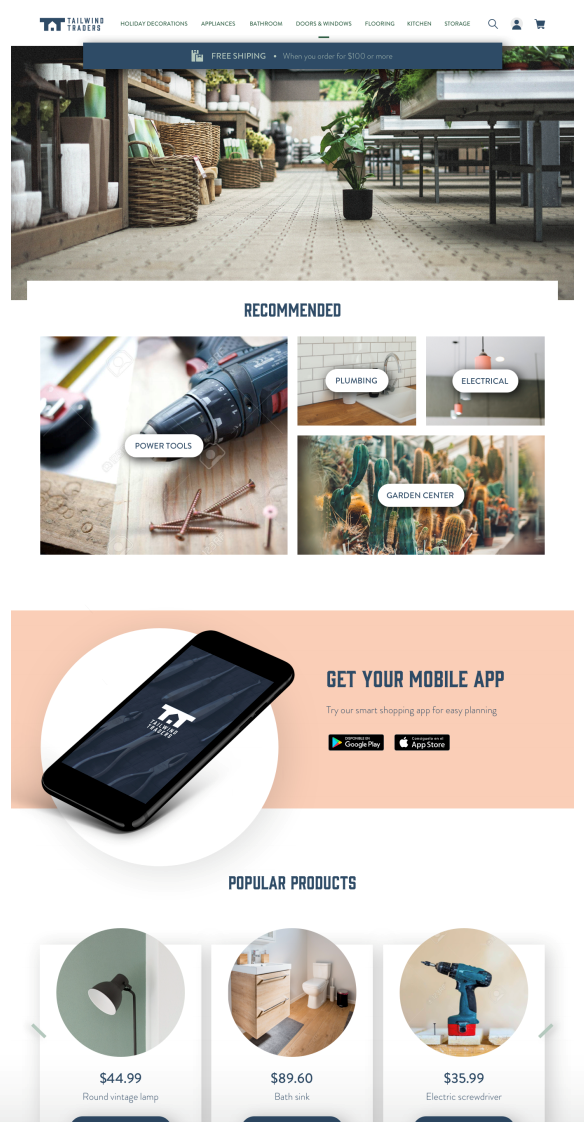 TAILWIND
TRADERS
HOLIDAY DECORATIONS
APPLIANCES
BATHROOM
DOORS & WINDOWS
FLOORING
KITCHEN
STORAGE
FREE SHIPING • When you order for $100 or more
RECOMMENDED
POWER TOOLS
PLUMBING
ELECTRICAL
GARDEN CENTER
GET YOUR MOBILE APP
Try our smart shopping app for easy planning
TAILWIND
TRADERS
DISPONIBLE EN
Google Play
Consíguelo en el
App Store
POPULAR PRODUCTS
$44.99
Round vintage lamp
$89.60
Bath sink
$35.99
Electric screwdriver